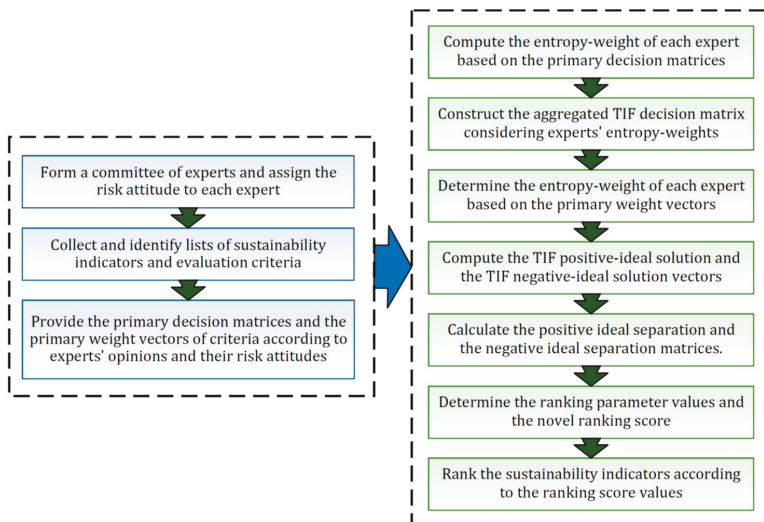 Form a committee of experts and assign the
risk attitude to each expert
Collect and identify lists of sustainability
indicators and evaluation criteria
Provide the primary decision matrices and the
primary weight vectors of criteria according to
experts' opinions and their risk attitudes
Compute the entropy-weight of each expert
based on the primary decision matrices
Construct the aggregated TIF decision matrix
considering experts' entropy-weights
Determine the entropy-weight of each expert
based on the primary weight vectors
Compute the TIF positive-ideal solution and
the TIF negative-ideal solution vectors
Calculate the positive ideal separation and
the negative ideal separation matrices.
Determine the ranking parameter values and
the novel ranking score
Rank the sustainability indicators according
to the ranking score values